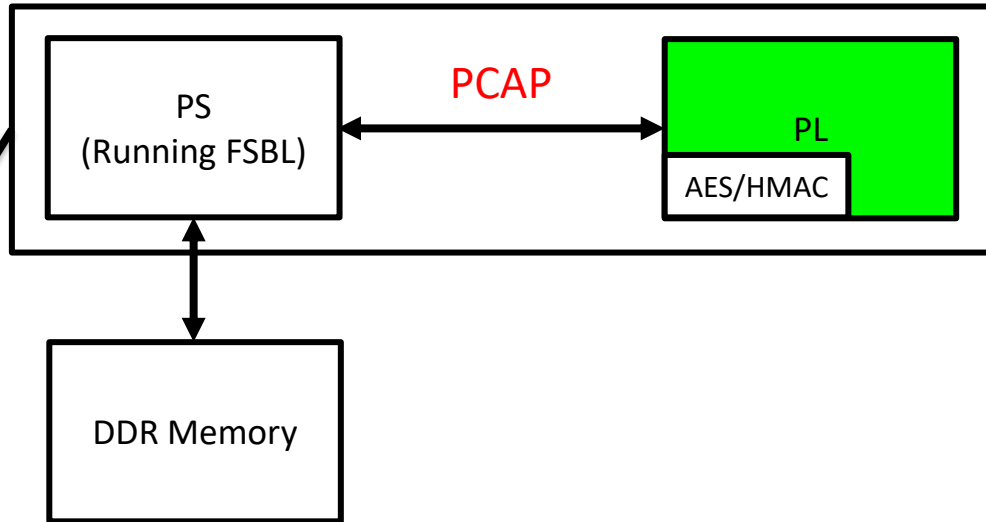 PS
(Running FSBL)
PCAP
PL
AES/HMAC
DDR Memory